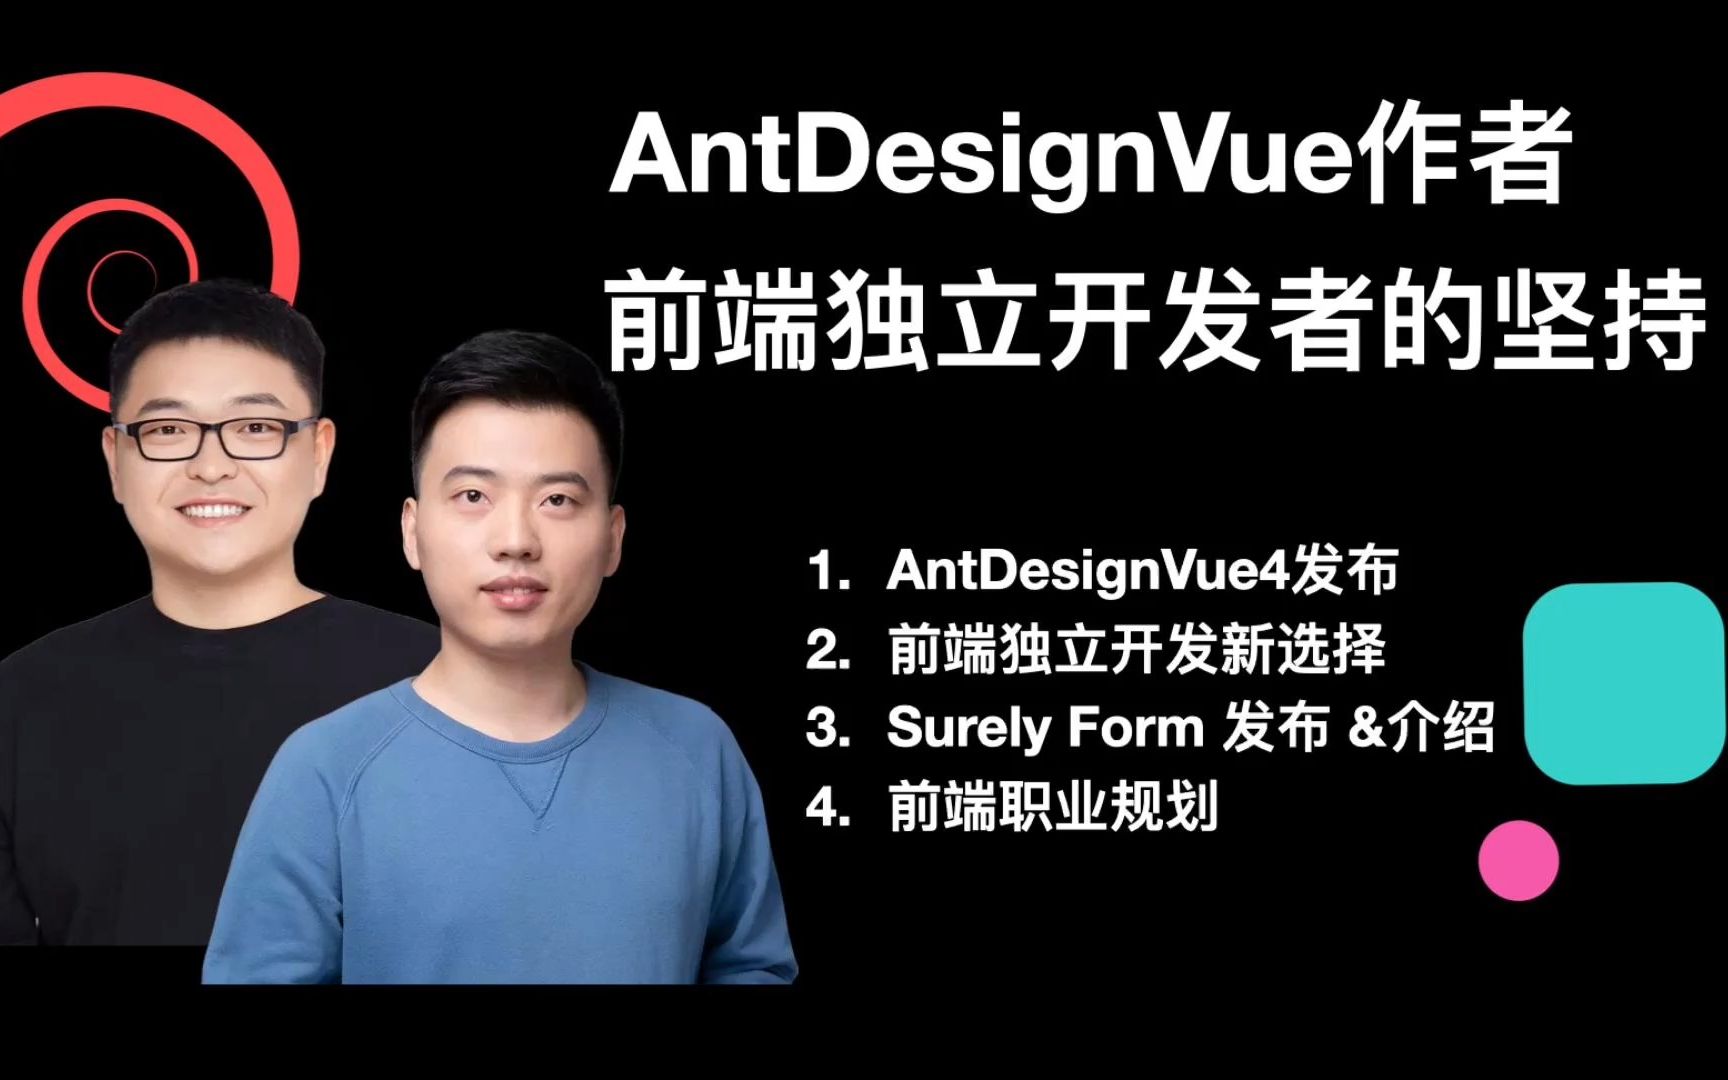 AntDesignVue作者
前端独立开发者的坚持
1. AntDesignVue4发布
2. 前端独立开发新选择
3. Surely Form 发布 &介绍
4. 前端职业规划